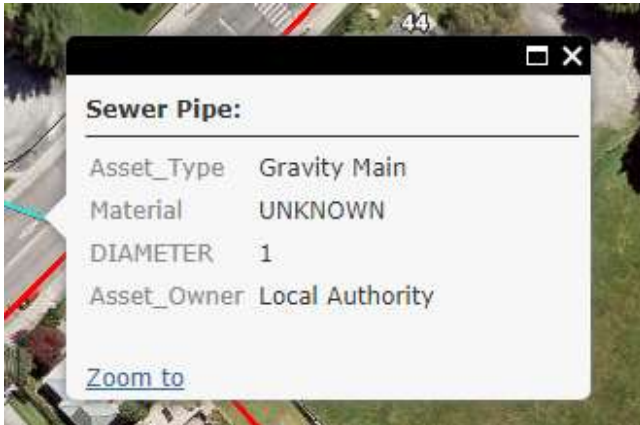 44
Sewer Pipe:
Asset_Type Gravity Main
Material UNKNOWN
DIAMETER 1
Asset_Owner Local Authority
Zoom to